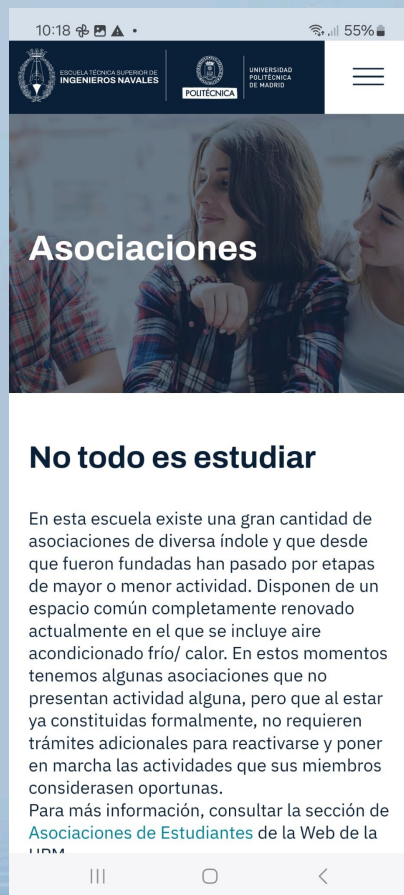 10:18
55%
ESCUELA TÉCNICA SUPERIOR DE
INGENIEROS NAVALES
POLITÉCNICA
UNIVERSIDAD
POLITÉCNICA
DE MADRID
Asociaciones
No todo es estudiar
En esta escuela existe una gran cantidad de
asociaciones de diversa índole y que desde
que fueron fundadas han pasado por etapas
de mayor o menor actividad. Disponen de un
espacio común completamente renovado
actualmente en el que se incluye aire
acondicionado frío/ calor. En estos momentos
tenemos algunas asociaciones que no
presentan actividad alguna, pero que al estar
ya constituidas formalmente, no requieren
trámites adicionales para reactivarse y poner
en marcha las actividades que sus miembros
considerasen oportunas.
Para más información, consultar la sección de
Asociaciones de Estudiantes de la Web de la
UPM